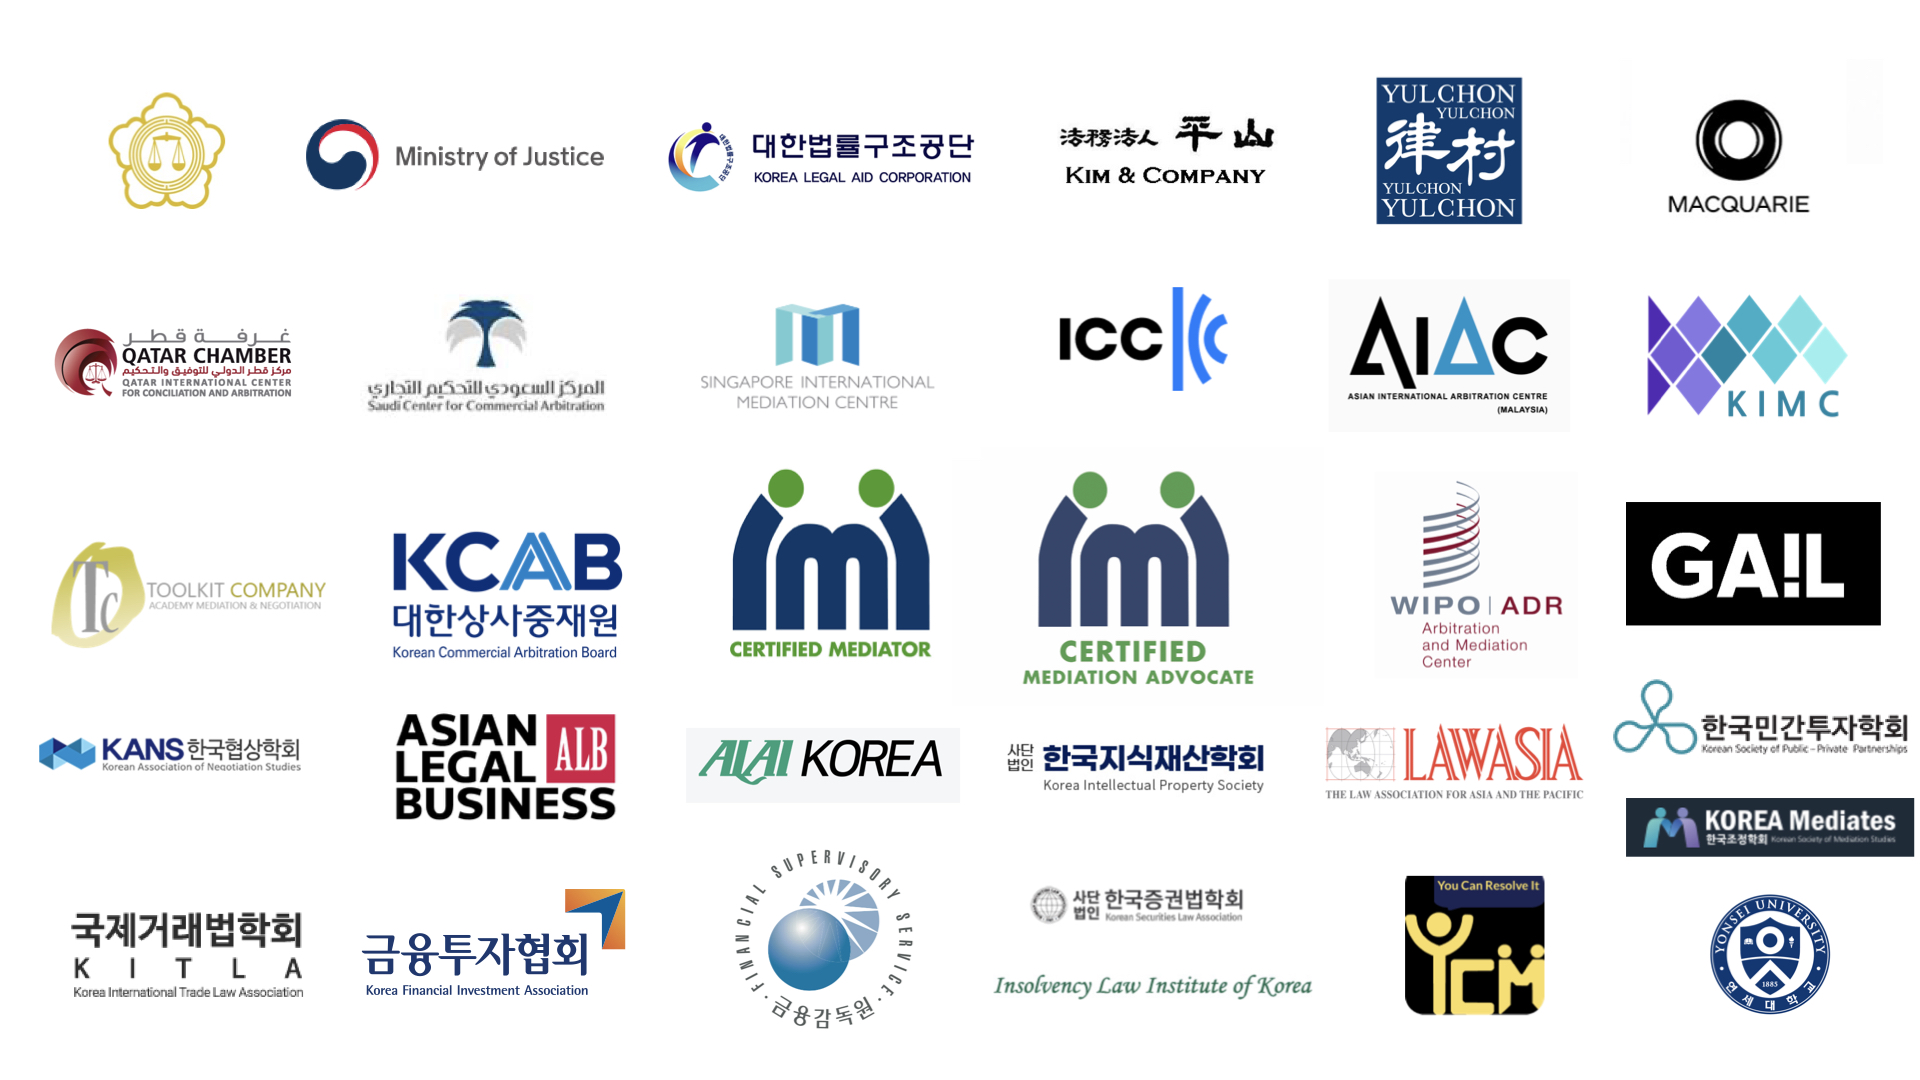 Ministry of Justice
대한법률구조공단
대한법률구조공단
KOREA LEGAL AID CORPORATION
法務法人 平山
KIM & COMPANY
YULCHON
YULCHON
律村
YULCHON
YULCHON
MACQUARIE
غرفة قطر
QATAR CHAMBER
مركز قطر الدولي للتوفيق والتحكيم
QATAR INTERNATIONAL CENTER
FOR CONCILIATION AND ARBITRATION
المركز السعودي للتحكيم التجاري
Saudi Center for Commercial Arbitration
SINGAPORE INTERNATIONAL
MEDIATION CENTRE
ICC
AIAC
ASIAN INTERNATIONAL ARBITRATION CENTRE
(MALAYSIA)
KIMC
Tc
TOOLKIT COMPANY
ACADEMY MEDIATION & NEGOTIATION
KCAB
대한상사중재원
Korean Commercial Arbitration Board
imi
CERTIFIED MEDIATOR
imi
CERTIFIED
MEDIATION ADVOCATE
WIPO | ADR
Arbitration
and Mediation
Center
GAIL
KANS 한국협상학회
Korean Association of Negotiation Studies
ASIAN
LEGAL
BUSINESS
ALB
ALAI KOREA
사단
법인
한국지식재산학회
Korea Intellectual Property Society
LAWASIA
THE LAW ASSOCIATION FOR ASIA AND THE PACIFIC
한국민간투자학회
Korean Society of Public - Private Partnerships
KOREA Mediates
한국조정학회 Korean Society of Mediation Studies
국제거래법학회
KITLA
Korea International Trade Law Association
금융투자협회
Korea Financial Investment Association
FINANCIAL SUPERVISORY SERVICE
금융감독원
사단
법인
한국증권법학회
Korean Securities Law Association
Insolvency Law Institute of Korea
You Can Resolve It
YCM
YONSEI UNIVERSITY
1885
연세대학교